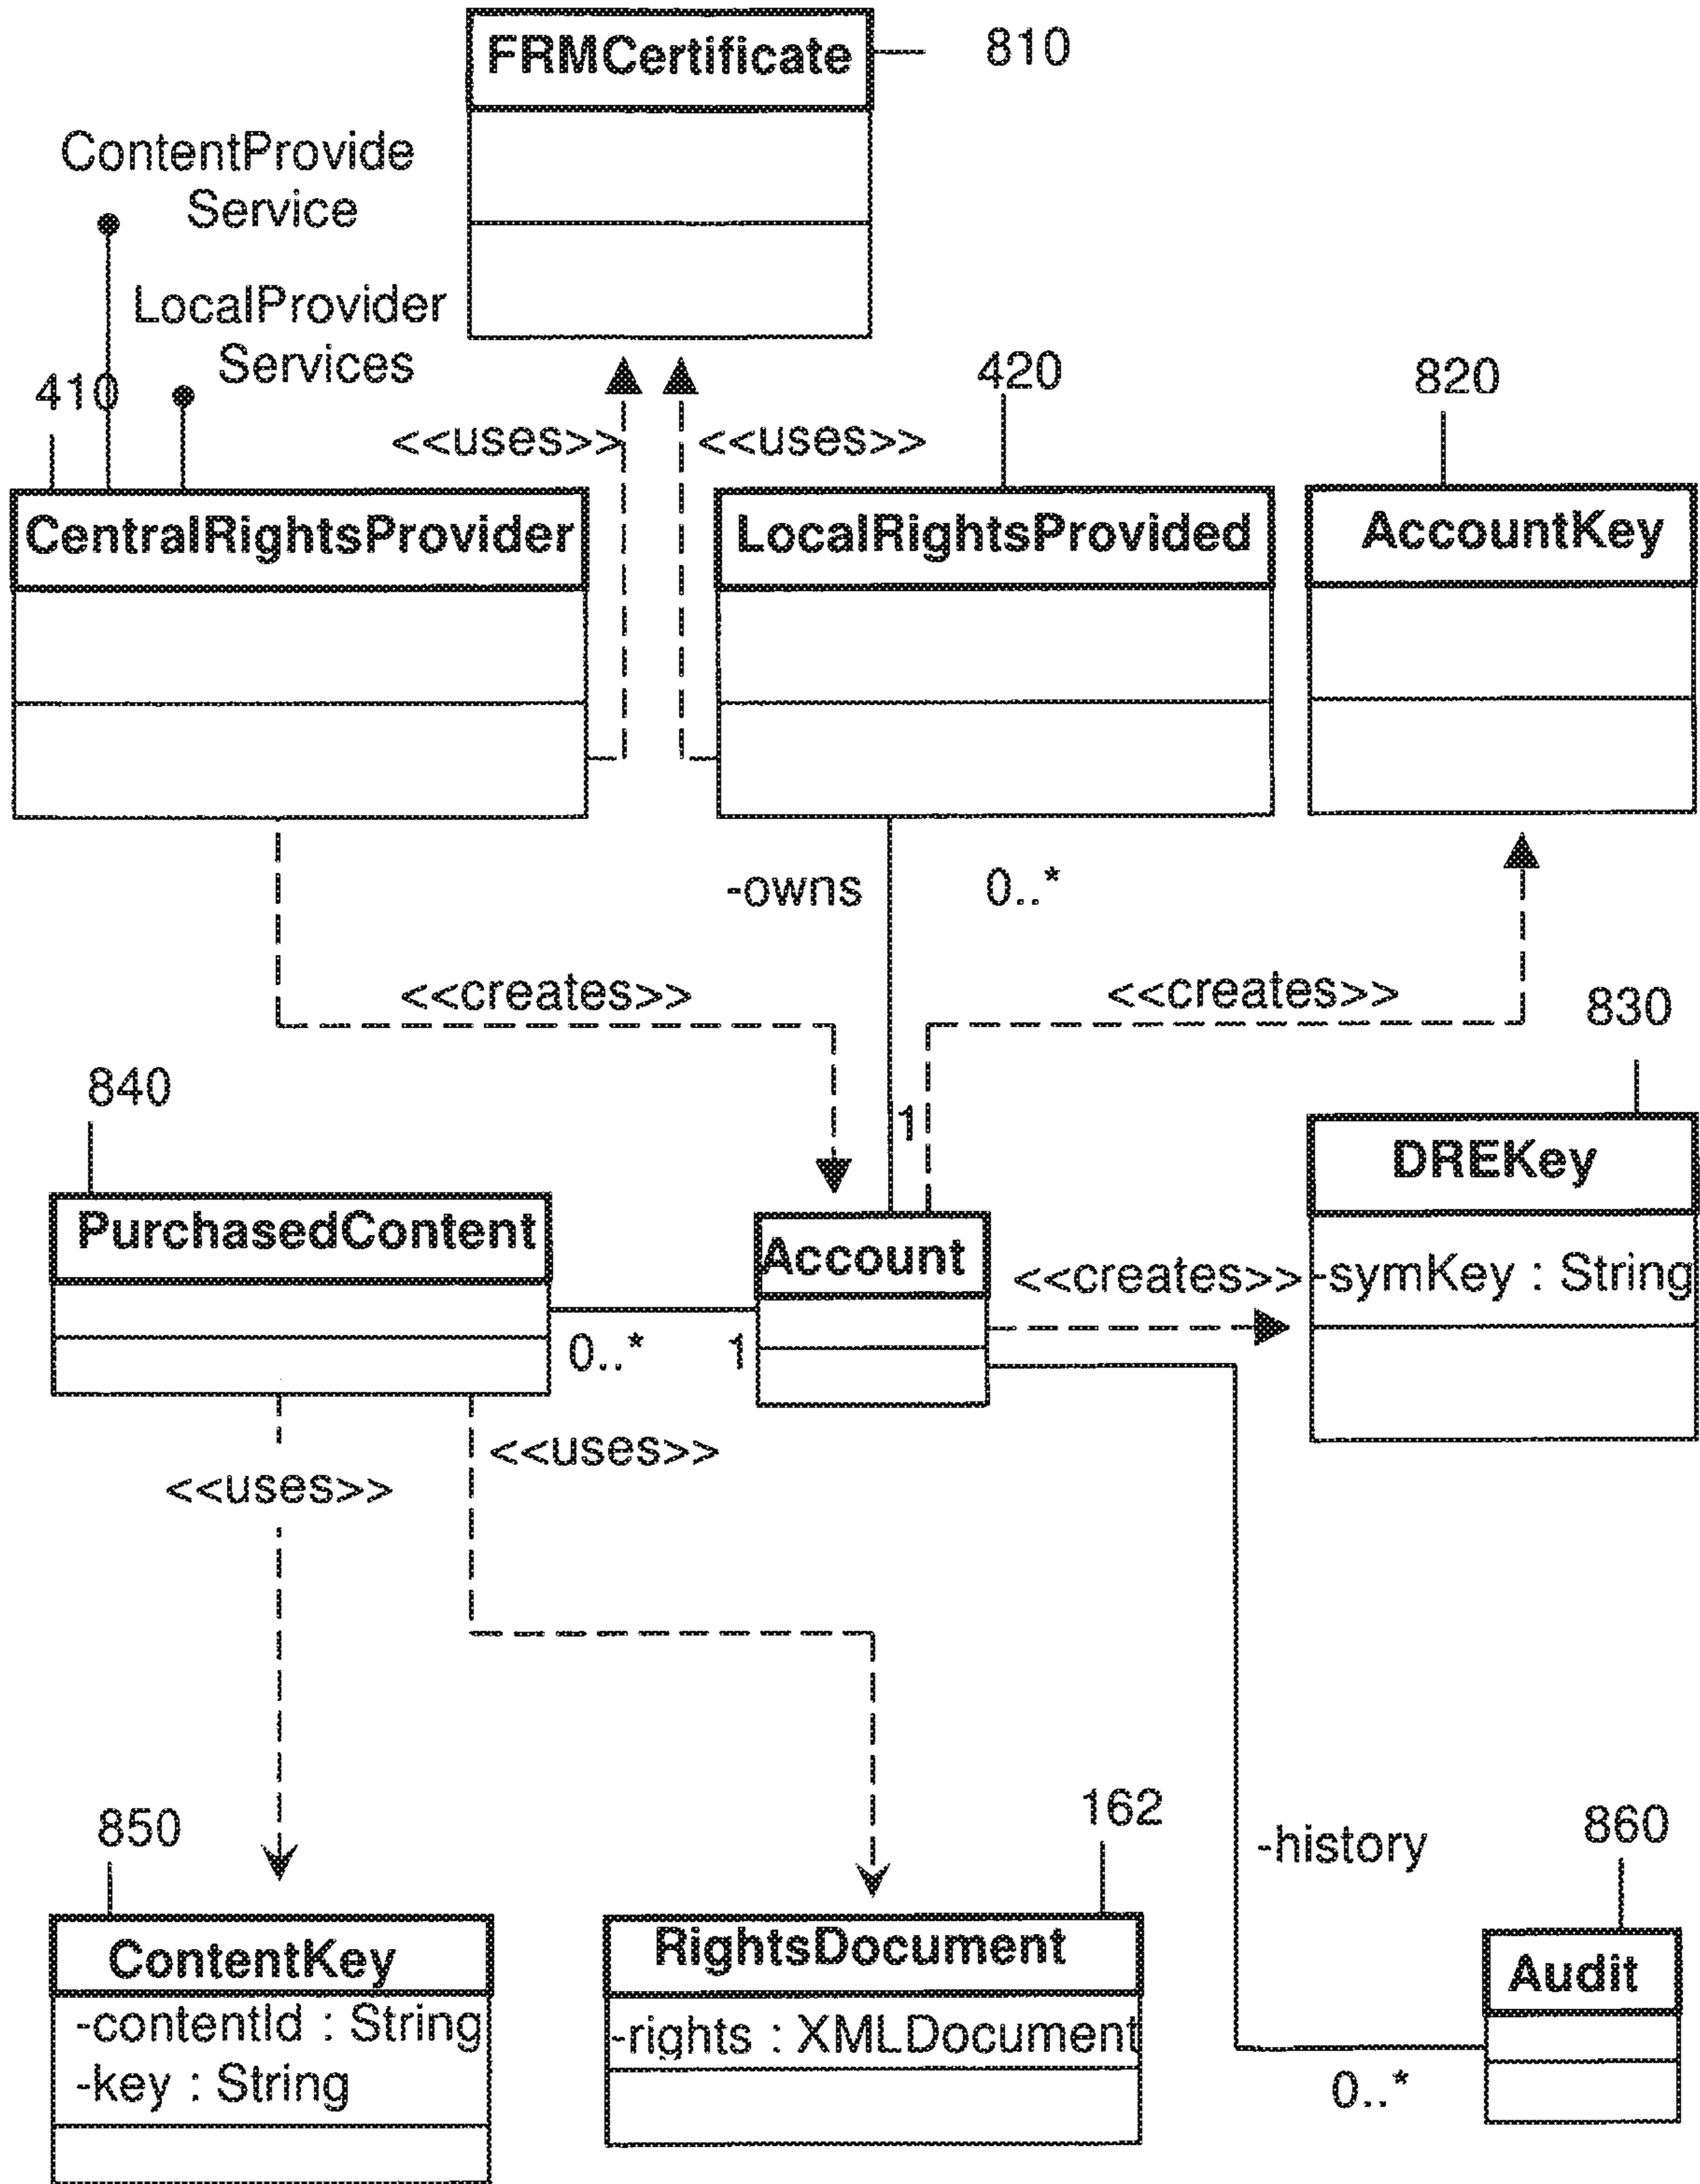 FRMCertificate
810
ContentProvide
Service
LocalProvider
Services
410
420
820
<<uses>>
<<uses>>
CentralRightsProvider
LocalRightsProvided
AccountKey
-owns
0..*
<<creates>>
<<creates>>
830
840
1
DREKey
PurchasedContent
Account
<<creates>>
-symKey : String
0..*
1
<<uses>>
<<uses>>
850
162
-history
860
ContentKey
RightsDocument
Audit
-contentId : String
-rights : XMLDocument
-key : String
0..*